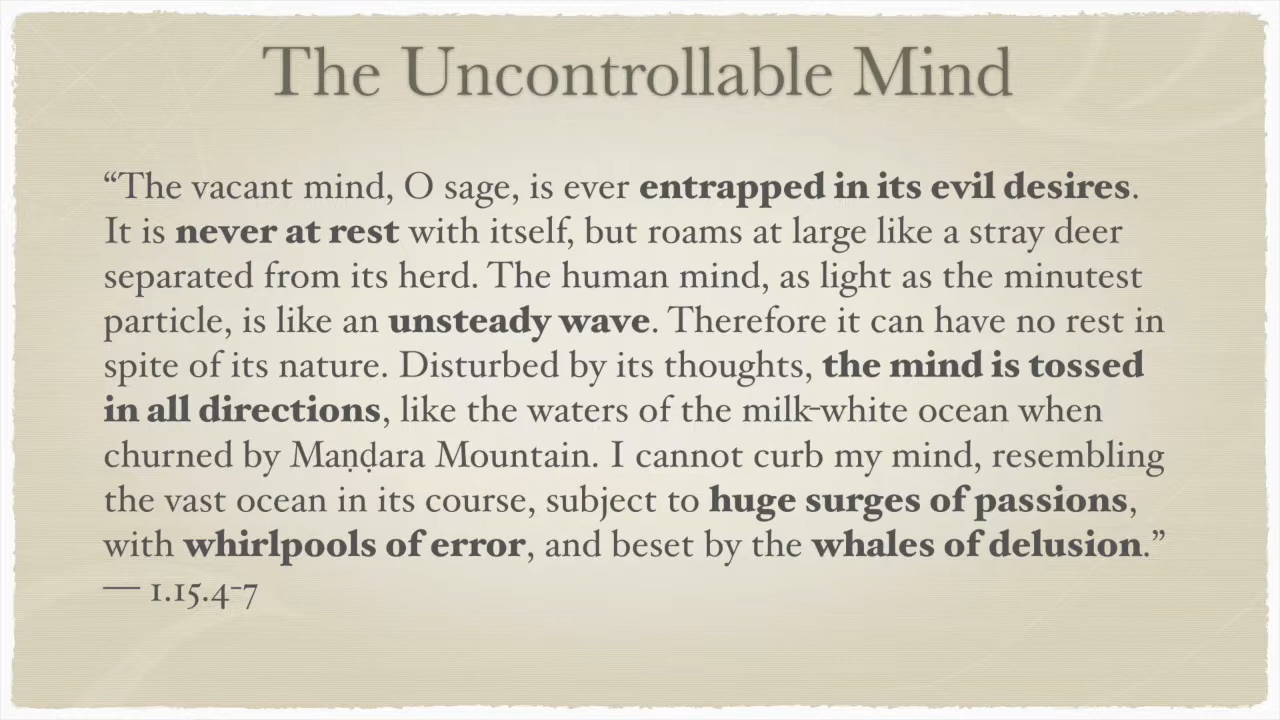 The Uncontrollable Mind
“The vacant mind, O sage, is ever entrapped in its evil desires.
It is never at rest with itself, but roams at large like a stray deer
separated from its herd. The human mind, as light as the minutest
particle, is like an unsteady wave. Therefore it can have no rest in
spite of its nature. Disturbed by its thoughts, the mind is tossed
in all directions, like the waters of the milk-white ocean when
churned by Maṇḍara Mountain. I cannot curb my mind, resembling
the vast ocean in its course, subject to huge surges of passions,
with whirlpools of error, and beset by the whales of delusion.”
— 1.15.4-7